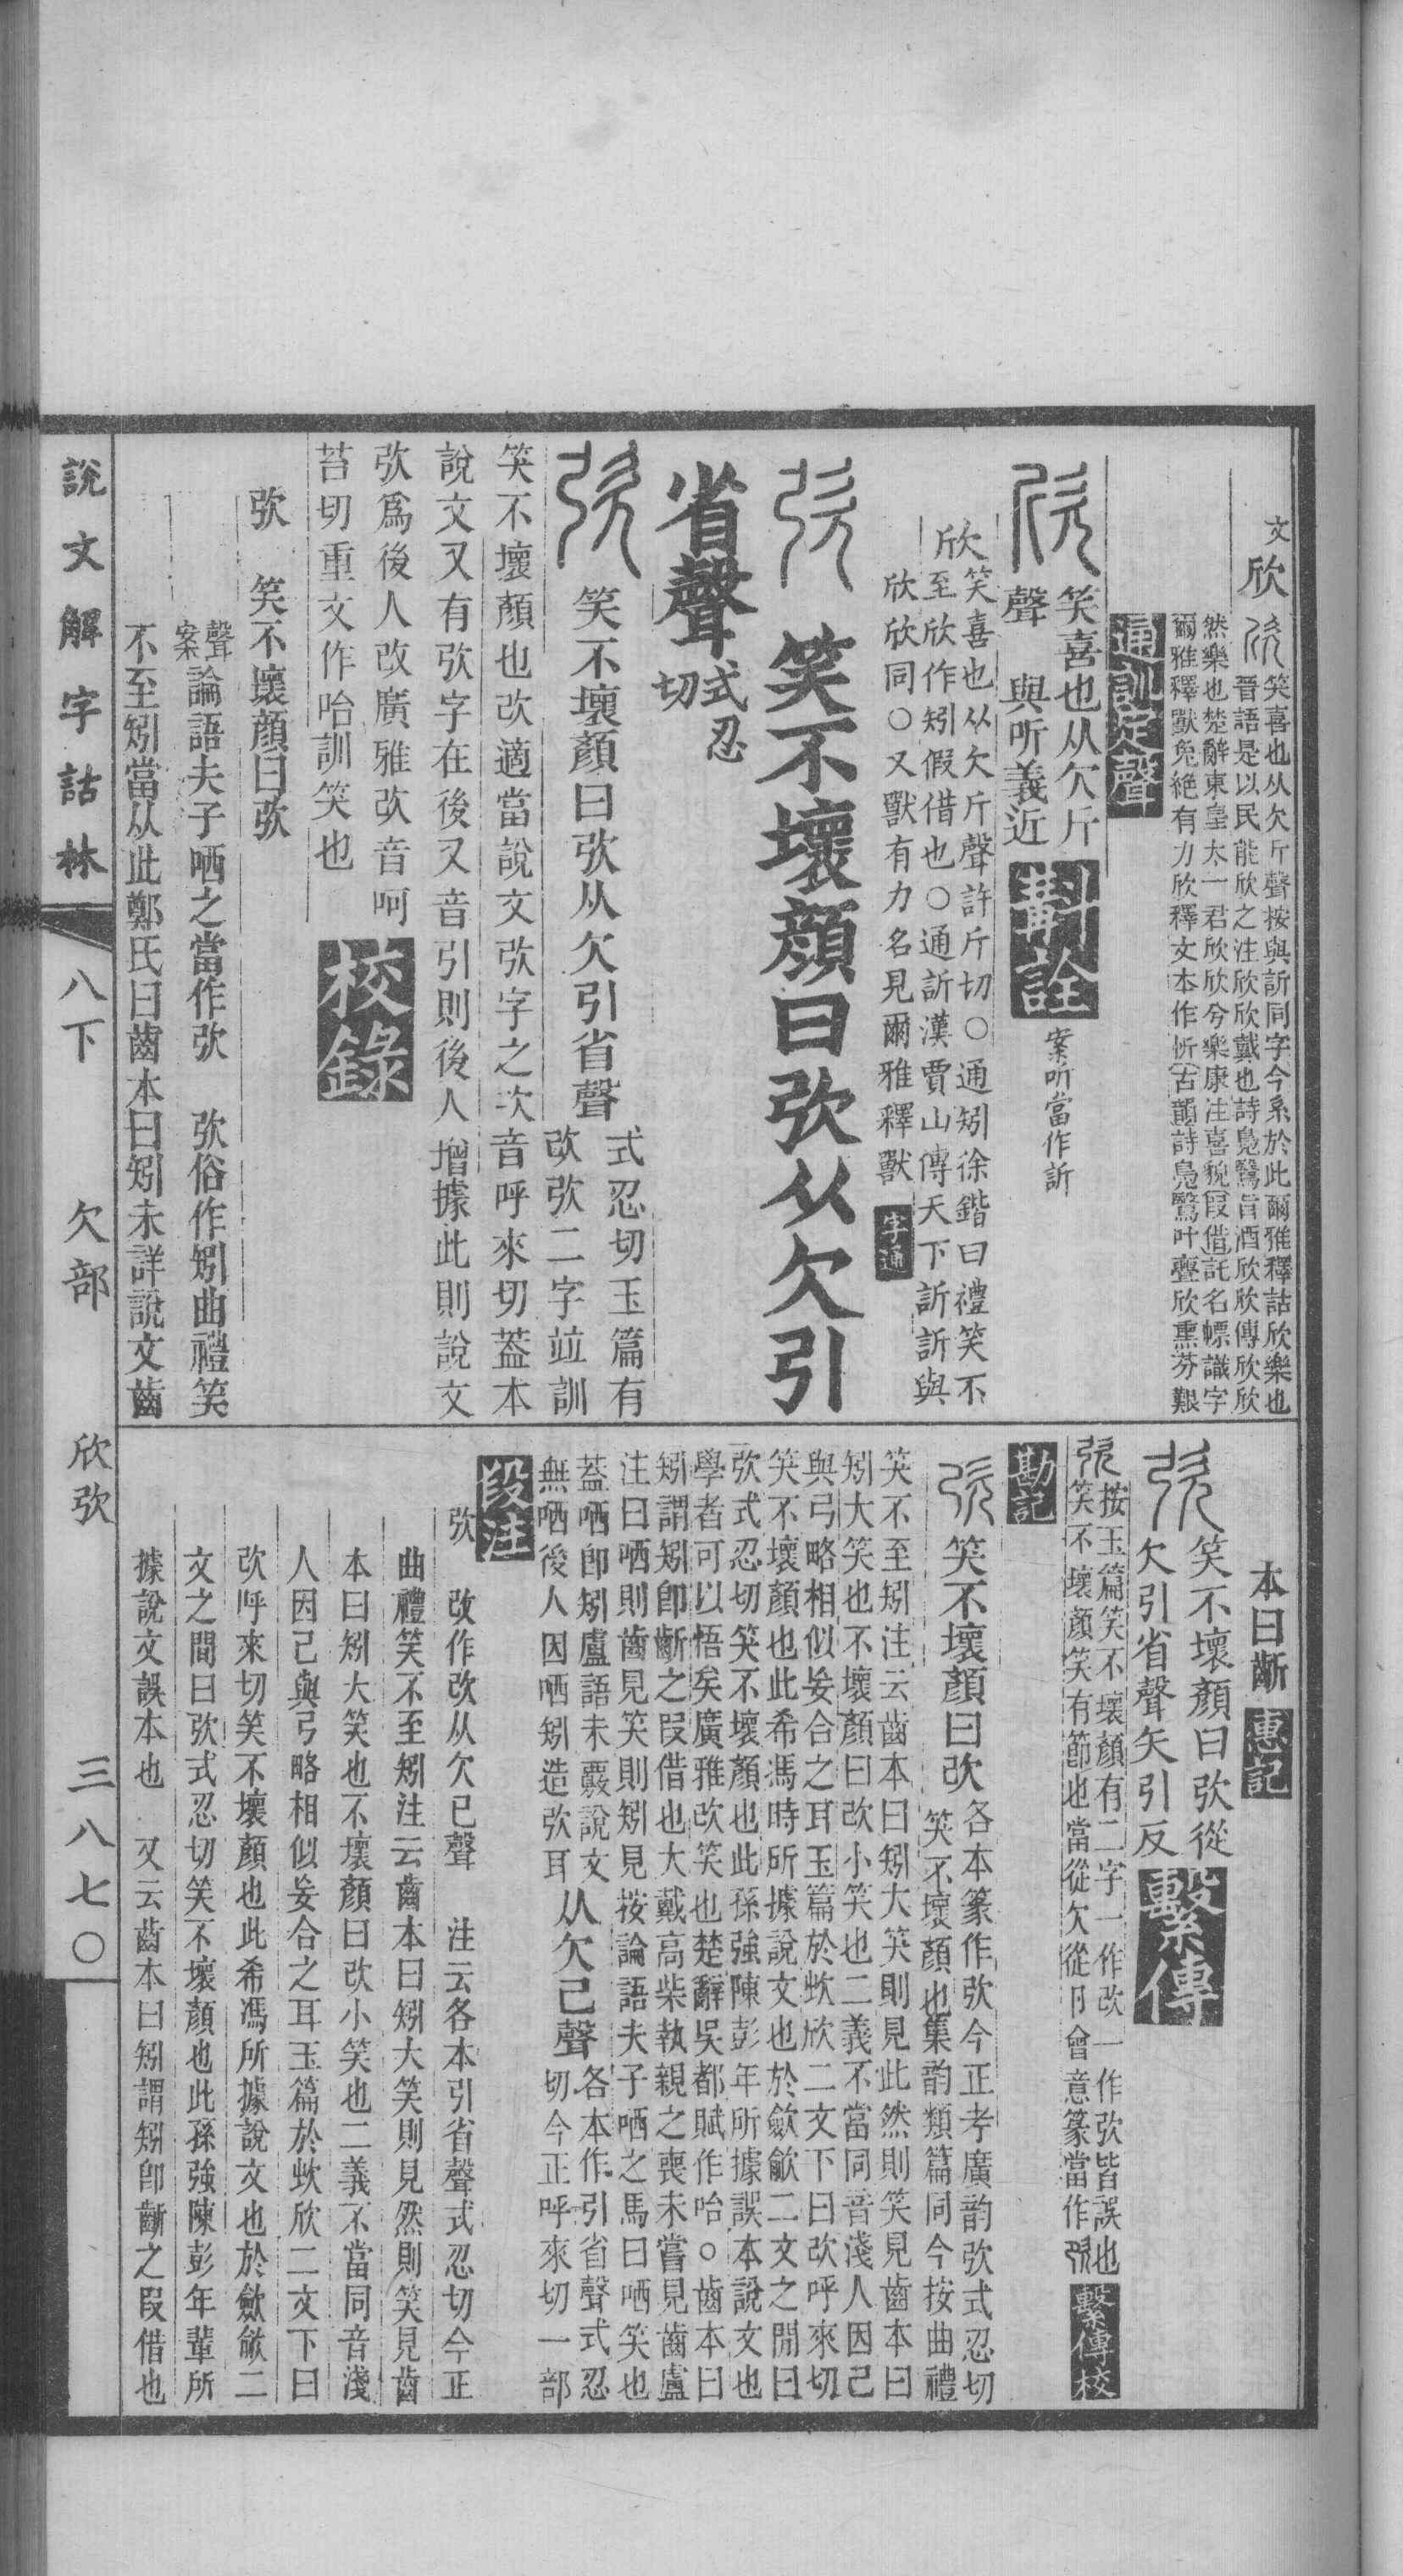 文欣
笑喜也从欠斤聲按與訢同字今系於此爾雅釋詁欣樂也
晉語是以民能欣之注欣欣戴也詩鳧鷖旨酒欣欣傳欣欣
然樂也楚辭東皇太一君欣欣兮樂康注喜貌叚借託名幖識字
爾雅釋獸兔絶有力欣釋文本作忻古韻詩鳧鷖叶亹欣熏芬艱
通訓定聲
笑喜也从欠斤
聲 與听義近
斠詮
案听當作訢
欣笑喜也从欠斤聲許斤切○通矧徐鍇曰禮笑不
至欣作矧假借也○通訢漢賈山傳天下訢訢與
欣欣同○又獸有力名見爾雅釋獸
字通
笑不壞顔曰弞从欠引
省聲式忍切
笑不壞顏曰弞从欠引省聲
式忍切玉篇有
㰧弞二字竝訓
笑不壞顏也㰧適當說文弞字之次音呼來切葢本
說文又有弞字在後又音引則後人增據此則說文
弞爲後人改廣雅㰧音呵
苔切重文作咍訓笑也
校錄
弞 笑不壞顏曰弞
聲案論語夫子哂之當作弞 弞俗作矧曲禮笑
不至矧當从此鄭氏曰齒本曰矧未詳說文齒
本曰齗
惠記
笑不壞顏曰弞從
欠引省聲矢引反
繫傳
按玉篇笑不壞顏有二字一作㰧一作弞皆誤也
笑不壞顏笑有節也當從欠從卩會意篆當作
繫傳校
勘記
笑不壞顏曰㰧
各本篆作弞今正考廣韵弞式忍切
笑不壞顏也集韵類篇同今按曲禮
笑不至矧注云齒本曰矧大笑則見此然則笑見齒本曰
矧大笑也不壞顏曰㰧小笑也二義不當同音淺人因己
與弓略相似妄合之耳玉篇於㰦欣二文下曰㰧呼來切
笑不壞顏也此希馮時所據說文也於歛歈二文之閒曰
弞式忍切笑不壞顏也此孫強陳彭年所據誤本說文也
學者可以悟矣廣雅㰧笑也楚辭吳都賦作咍○齒本曰
矧謂矧卽齗之叚借也大戴高柴執親之喪未嘗見齒盧
注曰哂則齒見笑則矧見按論語夫子哂之馬曰哂笑也
葢哂卽矧盧語未覈說文
無哂後人因哂矧造弞耳
从欠己聲
各本作引省聲式忍
切今正呼來切一部
段注
弞 㰧作㰧从欠已聲 注云各本引省聲式忍切今正
曲禮笑不至矧注云齒本曰矧大笑則見然則笑見齒
本曰矧大笑也不壞顏曰㰧小笑也二義不當同音淺
人因己與弓略相似妄合之耳玉篇於㰦欣二文下曰
㰧呼來切笑不壞顏也此希馮所據說文也於歛歈二
文之間曰弞式忍切笑不壞顏也此孫強陳彭年輩所
據說文誤本也 又云齒本曰矧謂矧卽齗之叚借也
說文解字詁林 八下 欠部 欣弞 三八七〇